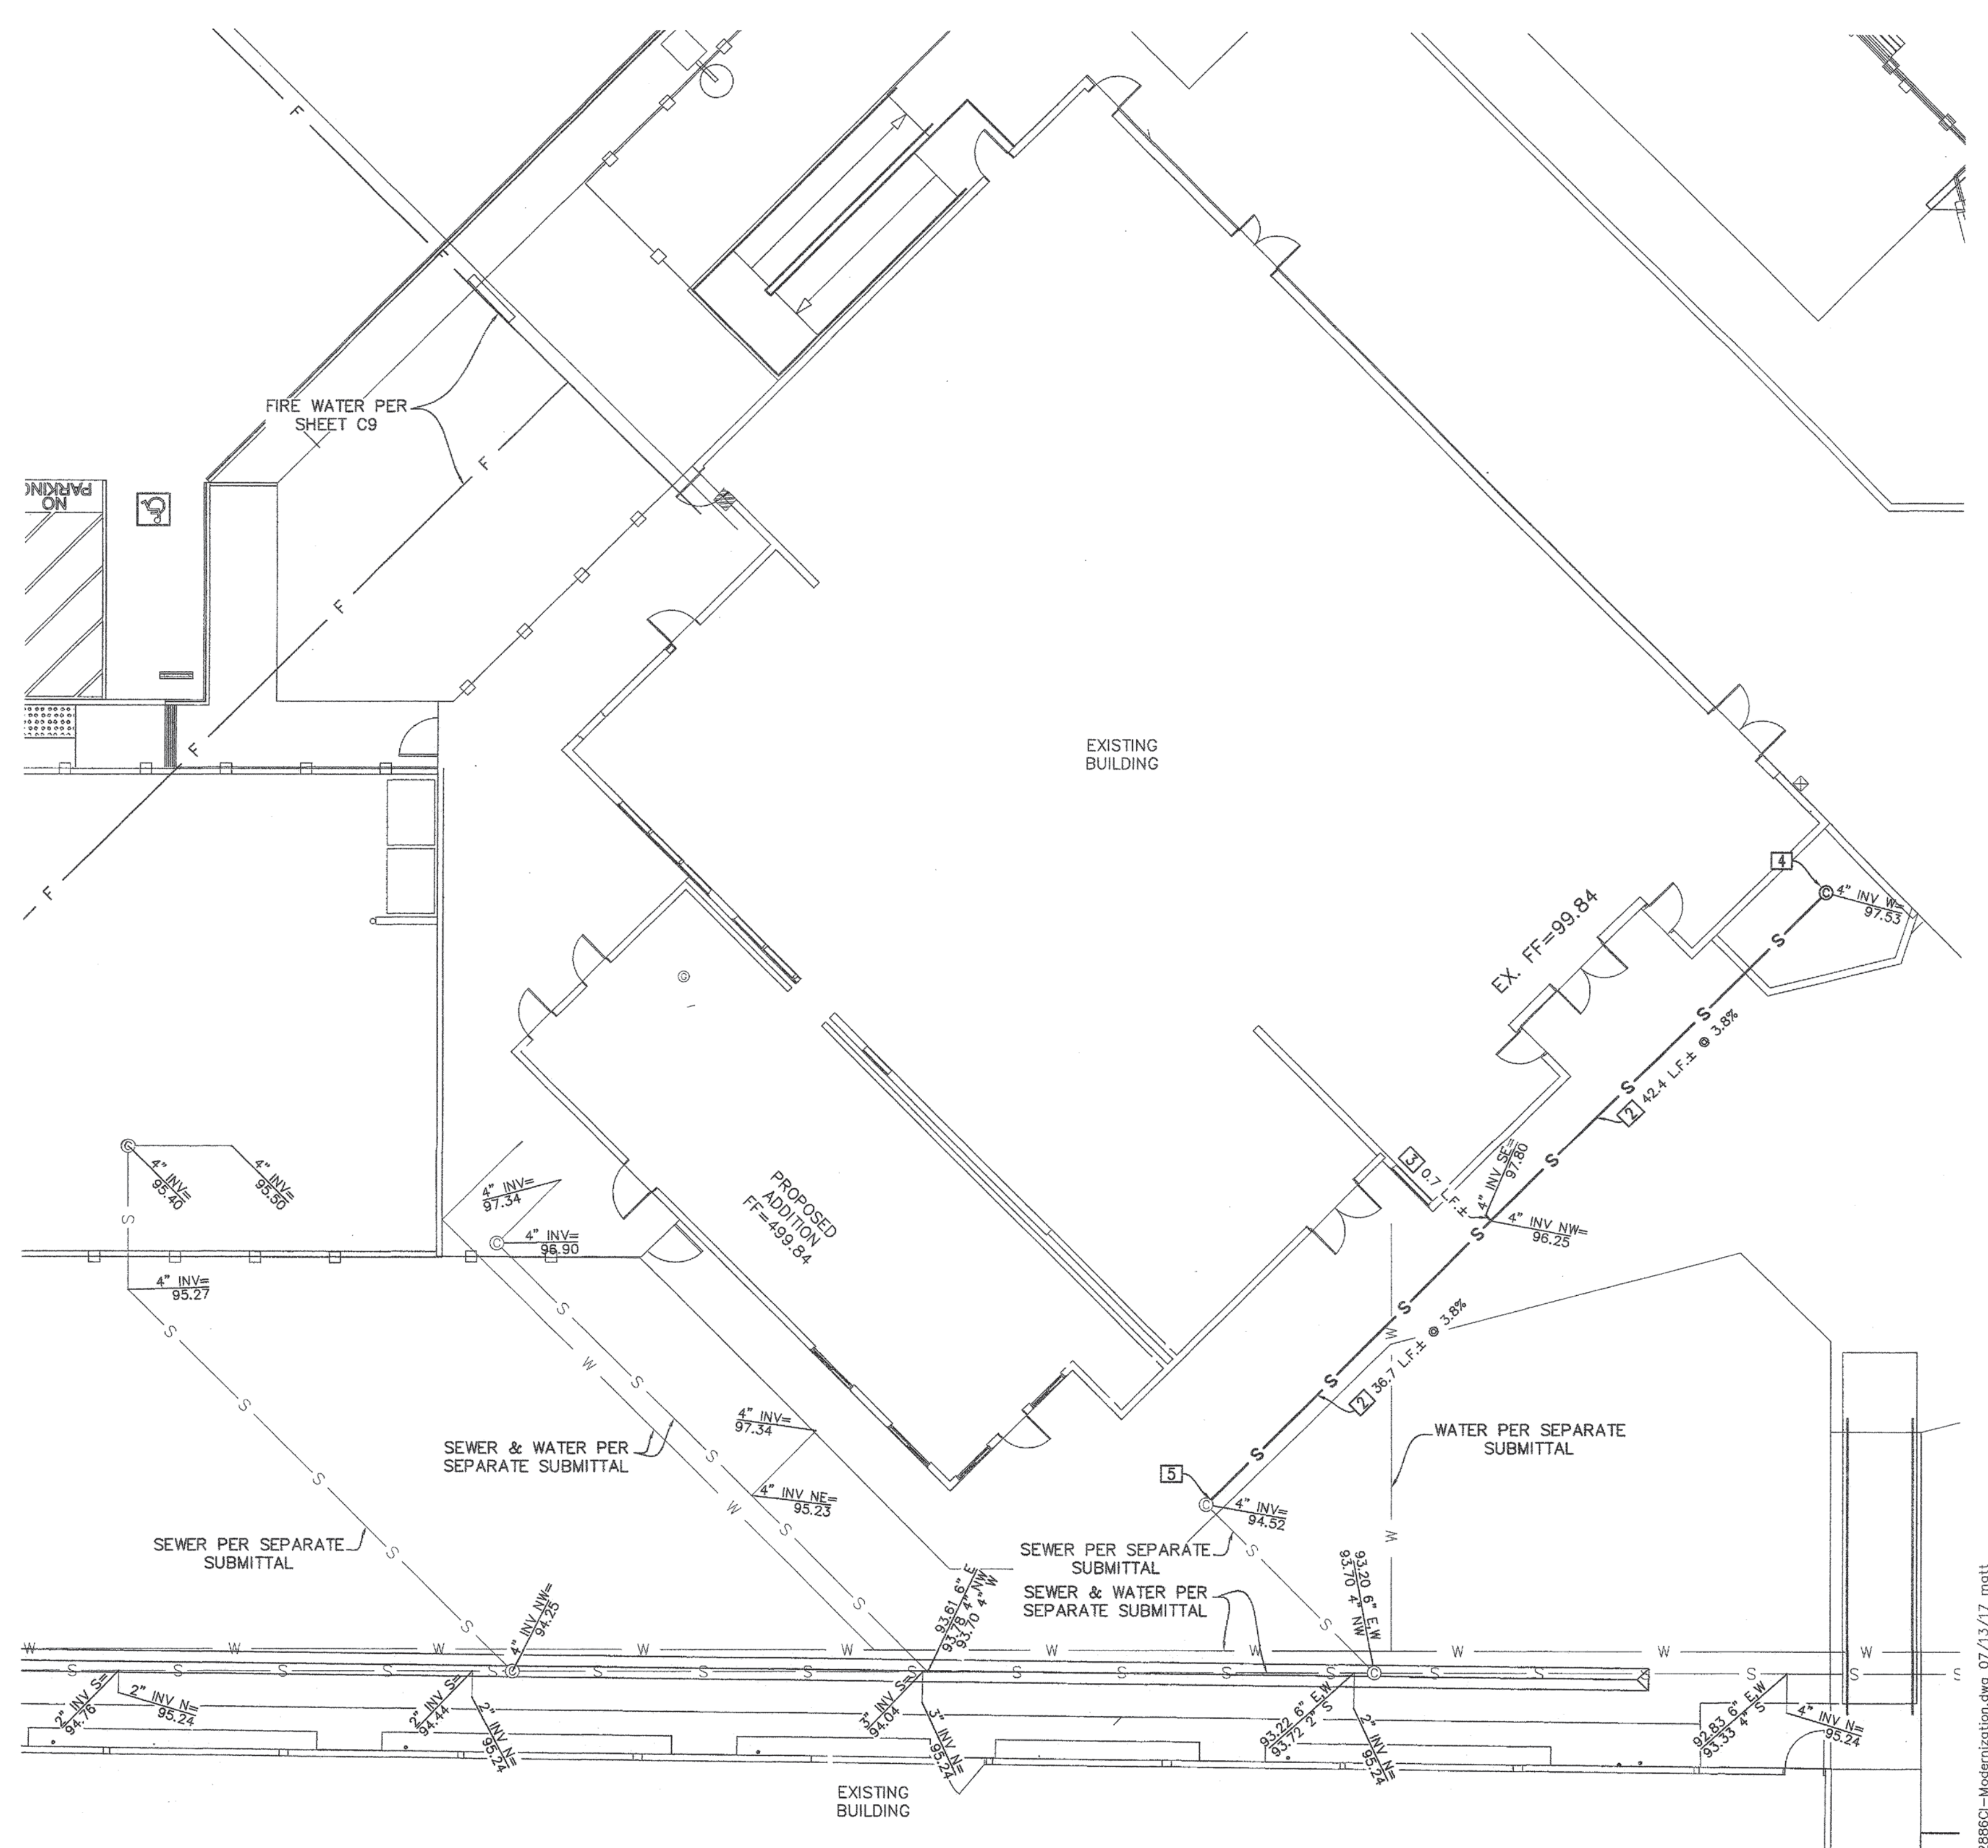 F
F
FIRE WATER PER
SHEET C9
F
NO
PARKING
F
F
F
EXISTING
BUILDING
4
4" INV W=
97.53
EX. FF=99.84
S
S
2 42.4 L.F.± @ 3.8%
S
S
3 0.7 L.F.±
4" INV SE=
97.80
4" INV NW=
96.25
S
G
PROPOSED
ADDITION
FF=499.84
C
4" INV=
95.40
4" INV=
95.50
S
4" INV=
97.34
C
4" INV=
96.90
4" INV=
95.27
S
S
W
S
S
W
2 36.7 L.F.± @ 3.8%
S
S
4" INV=
97.34
SEWER & WATER PER
SEPARATE SUBMITTAL
S
S
WATER PER SEPARATE
SUBMITTAL
S
5
C
4" INV=
94.52
4" INV NE=
95.23
W
S
W
SEWER PER SEPARATE
SUBMITTAL
S
SEWER PER SEPARATE
SUBMITTAL
S
SEWER & WATER PER
SEPARATE SUBMITTAL
93.20 6" E,W
93.70 4" NW
4" INV NW=
94.25
93.61 6" E
93.78 4" NW
93.70 4" W
S
S
S
W W W W W W W W W W
S S S S S S S S S S S S S S S S
2" INV S=
94.76
2" INV N=
95.24
2" INV S=
94.44
2" INV N=
95.24
3" INV S=
94.04
3" INV N=
95.24
93.22 6" E,W
93.72 2" S
2" INV N=
95.24
92.83 6" E,W
93.33 4" S
4" INV N=
95.24
EXISTING
BUILDING
2886CI-Modernization.dwg 07/13/17 matt